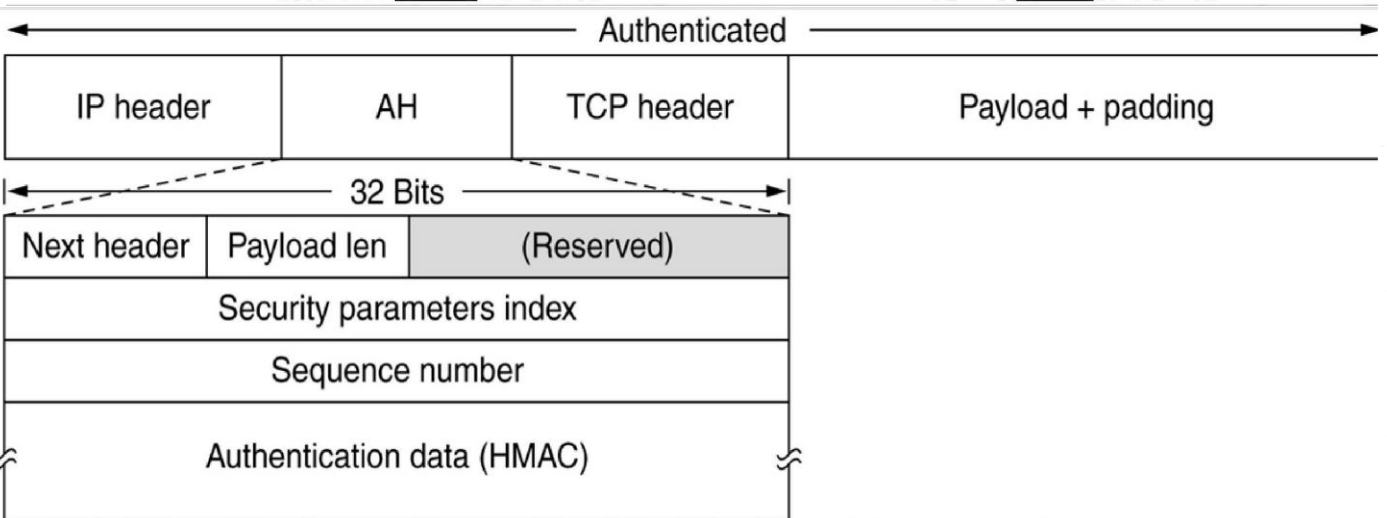 Authenticated
IP header AH TCP header Payload + padding
32 Bits
Next header Payload len (Reserved)
Security parameters index
Sequence number
Authentication data (HMAC)